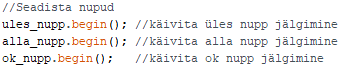 //Seadista nupud
ules_nupp.begin(); //käivita üles nupp jälgimine
alla_nupp.begin(); //käivita alla nupp jälgimine
ok_nupp.begin(); //käivita ok nupp jälgimine